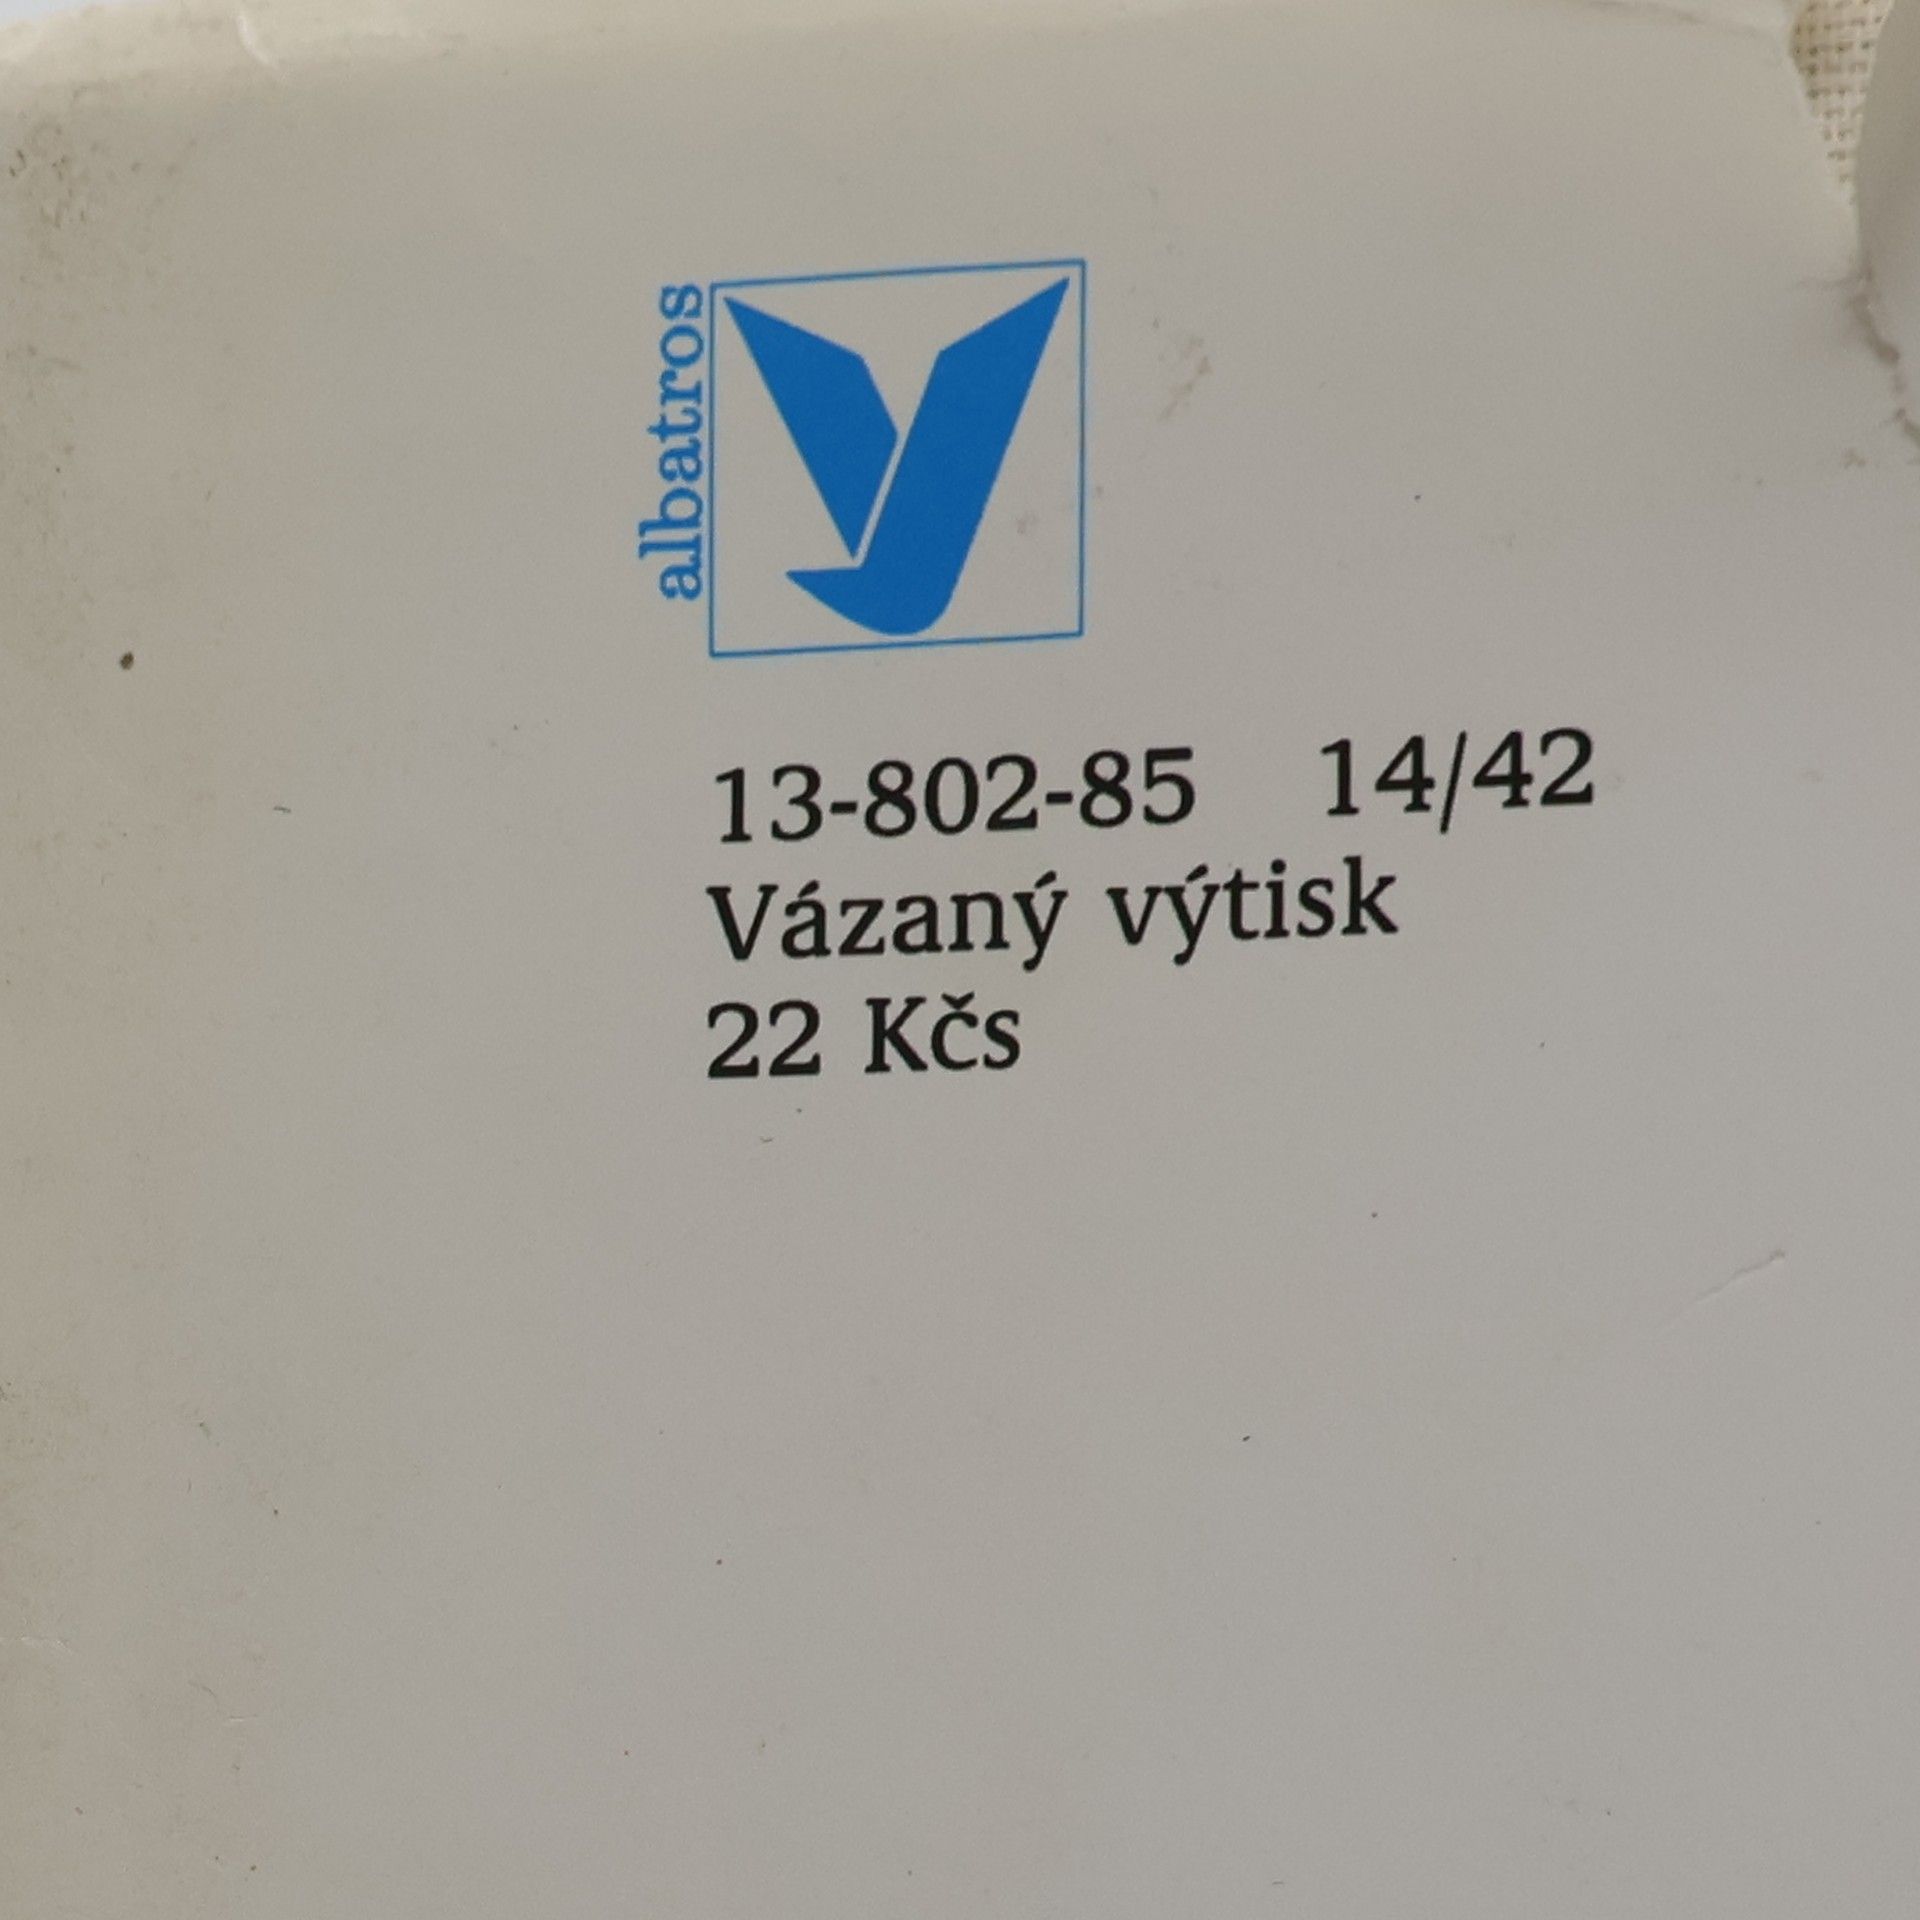 albatros
13-802-85 14/42
Vázaný výtisk
22 Kčs